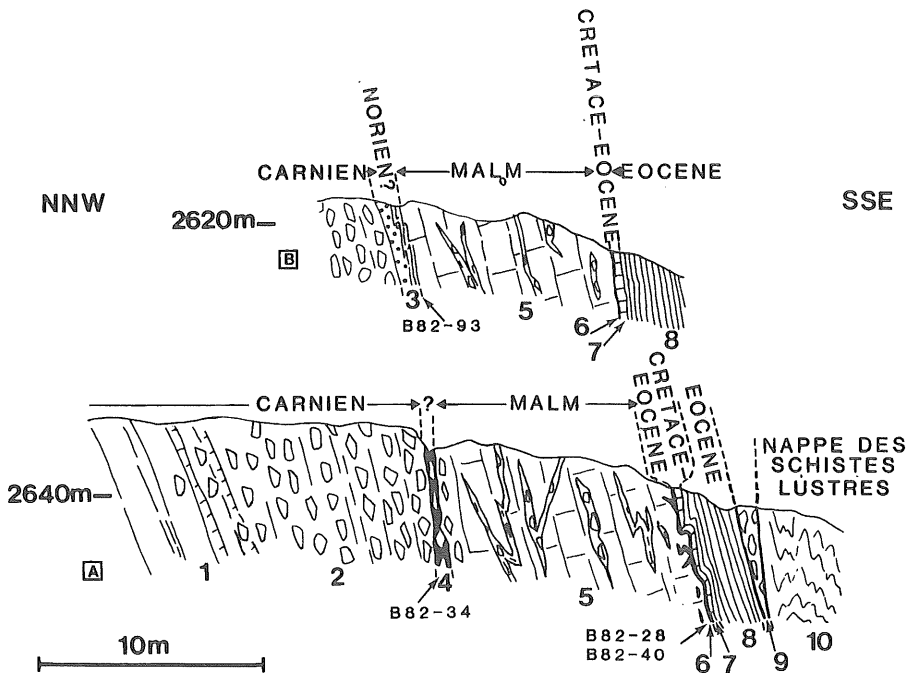 CRETACE-EOCENE
NORIEN?
CARNIEN MALM EOCENE
NNW SSE
2620m
B
3 5 6 7 8
B82-93
CARNIEN ? MALM
EOCENE
CRETACE
EOCENE
NAPPE DES
SCHISTES
LUSTRES
2640m
A
1 2 4 5 6 7 8 9 10
B82-34
B82-28
B82-40
10m